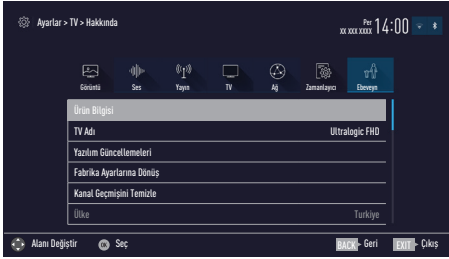 Ayarlar > TV > Hakkında
Per
xx xxx xxxx 14:00
Görüntü Ses Yayın TV Ağ Zamanlayıcı Ebeveyn
Ürün Bilgisi
TV Adı Ultralogic FHD
Yazılım Güncellemeleri
Fabrika Ayarlarına Dönüş
Kanal Geçmişini Temizle
Ülke Turkiye
Alanı Değiştir OK Seç BACK Geri EXIT Çıkış